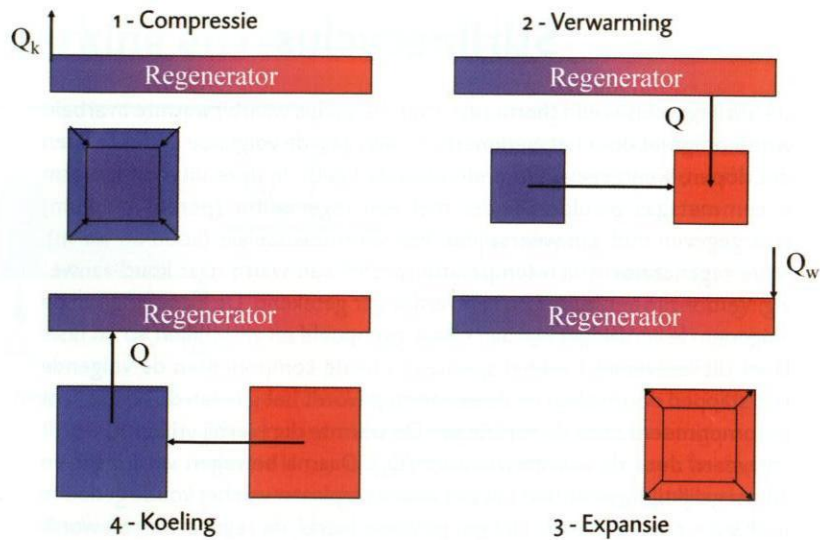 1 - Compressie
Qk
Regenerator
2 - Verwarming
Regenerator
Q
Regenerator
Q
4 - Koeling
Qw
Regenerator
3 - Expansie